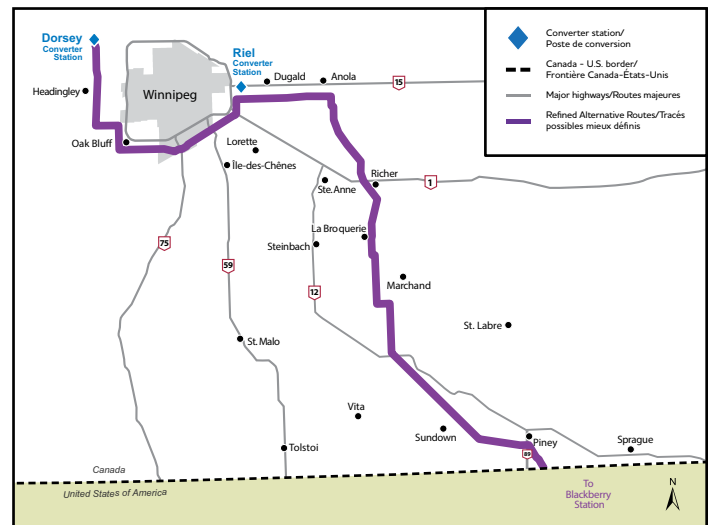 Dorsey
Converter
Station
Riel
Converter
Station
Dugald
Anola
15
Headingley
Winnipeg
Oak Bluff
Lorette
Île-des-Chênes
Ste. Anne
Richer
1
La Broquerie
75
Steinbach
59
12
Marchand
St. Labre
St. Malo
Vita
Sundown
Tolstoi
Piney
89
Sprague
Canada
United States of America
To
Blackberry
Station
N
Converter station/
Poste de conversion
Canada - U.S. border/
Frontière Canada-États-Unis
Major highways/Routes majeures
Refined Alternative Routes/Tracés
possibles mieux définis